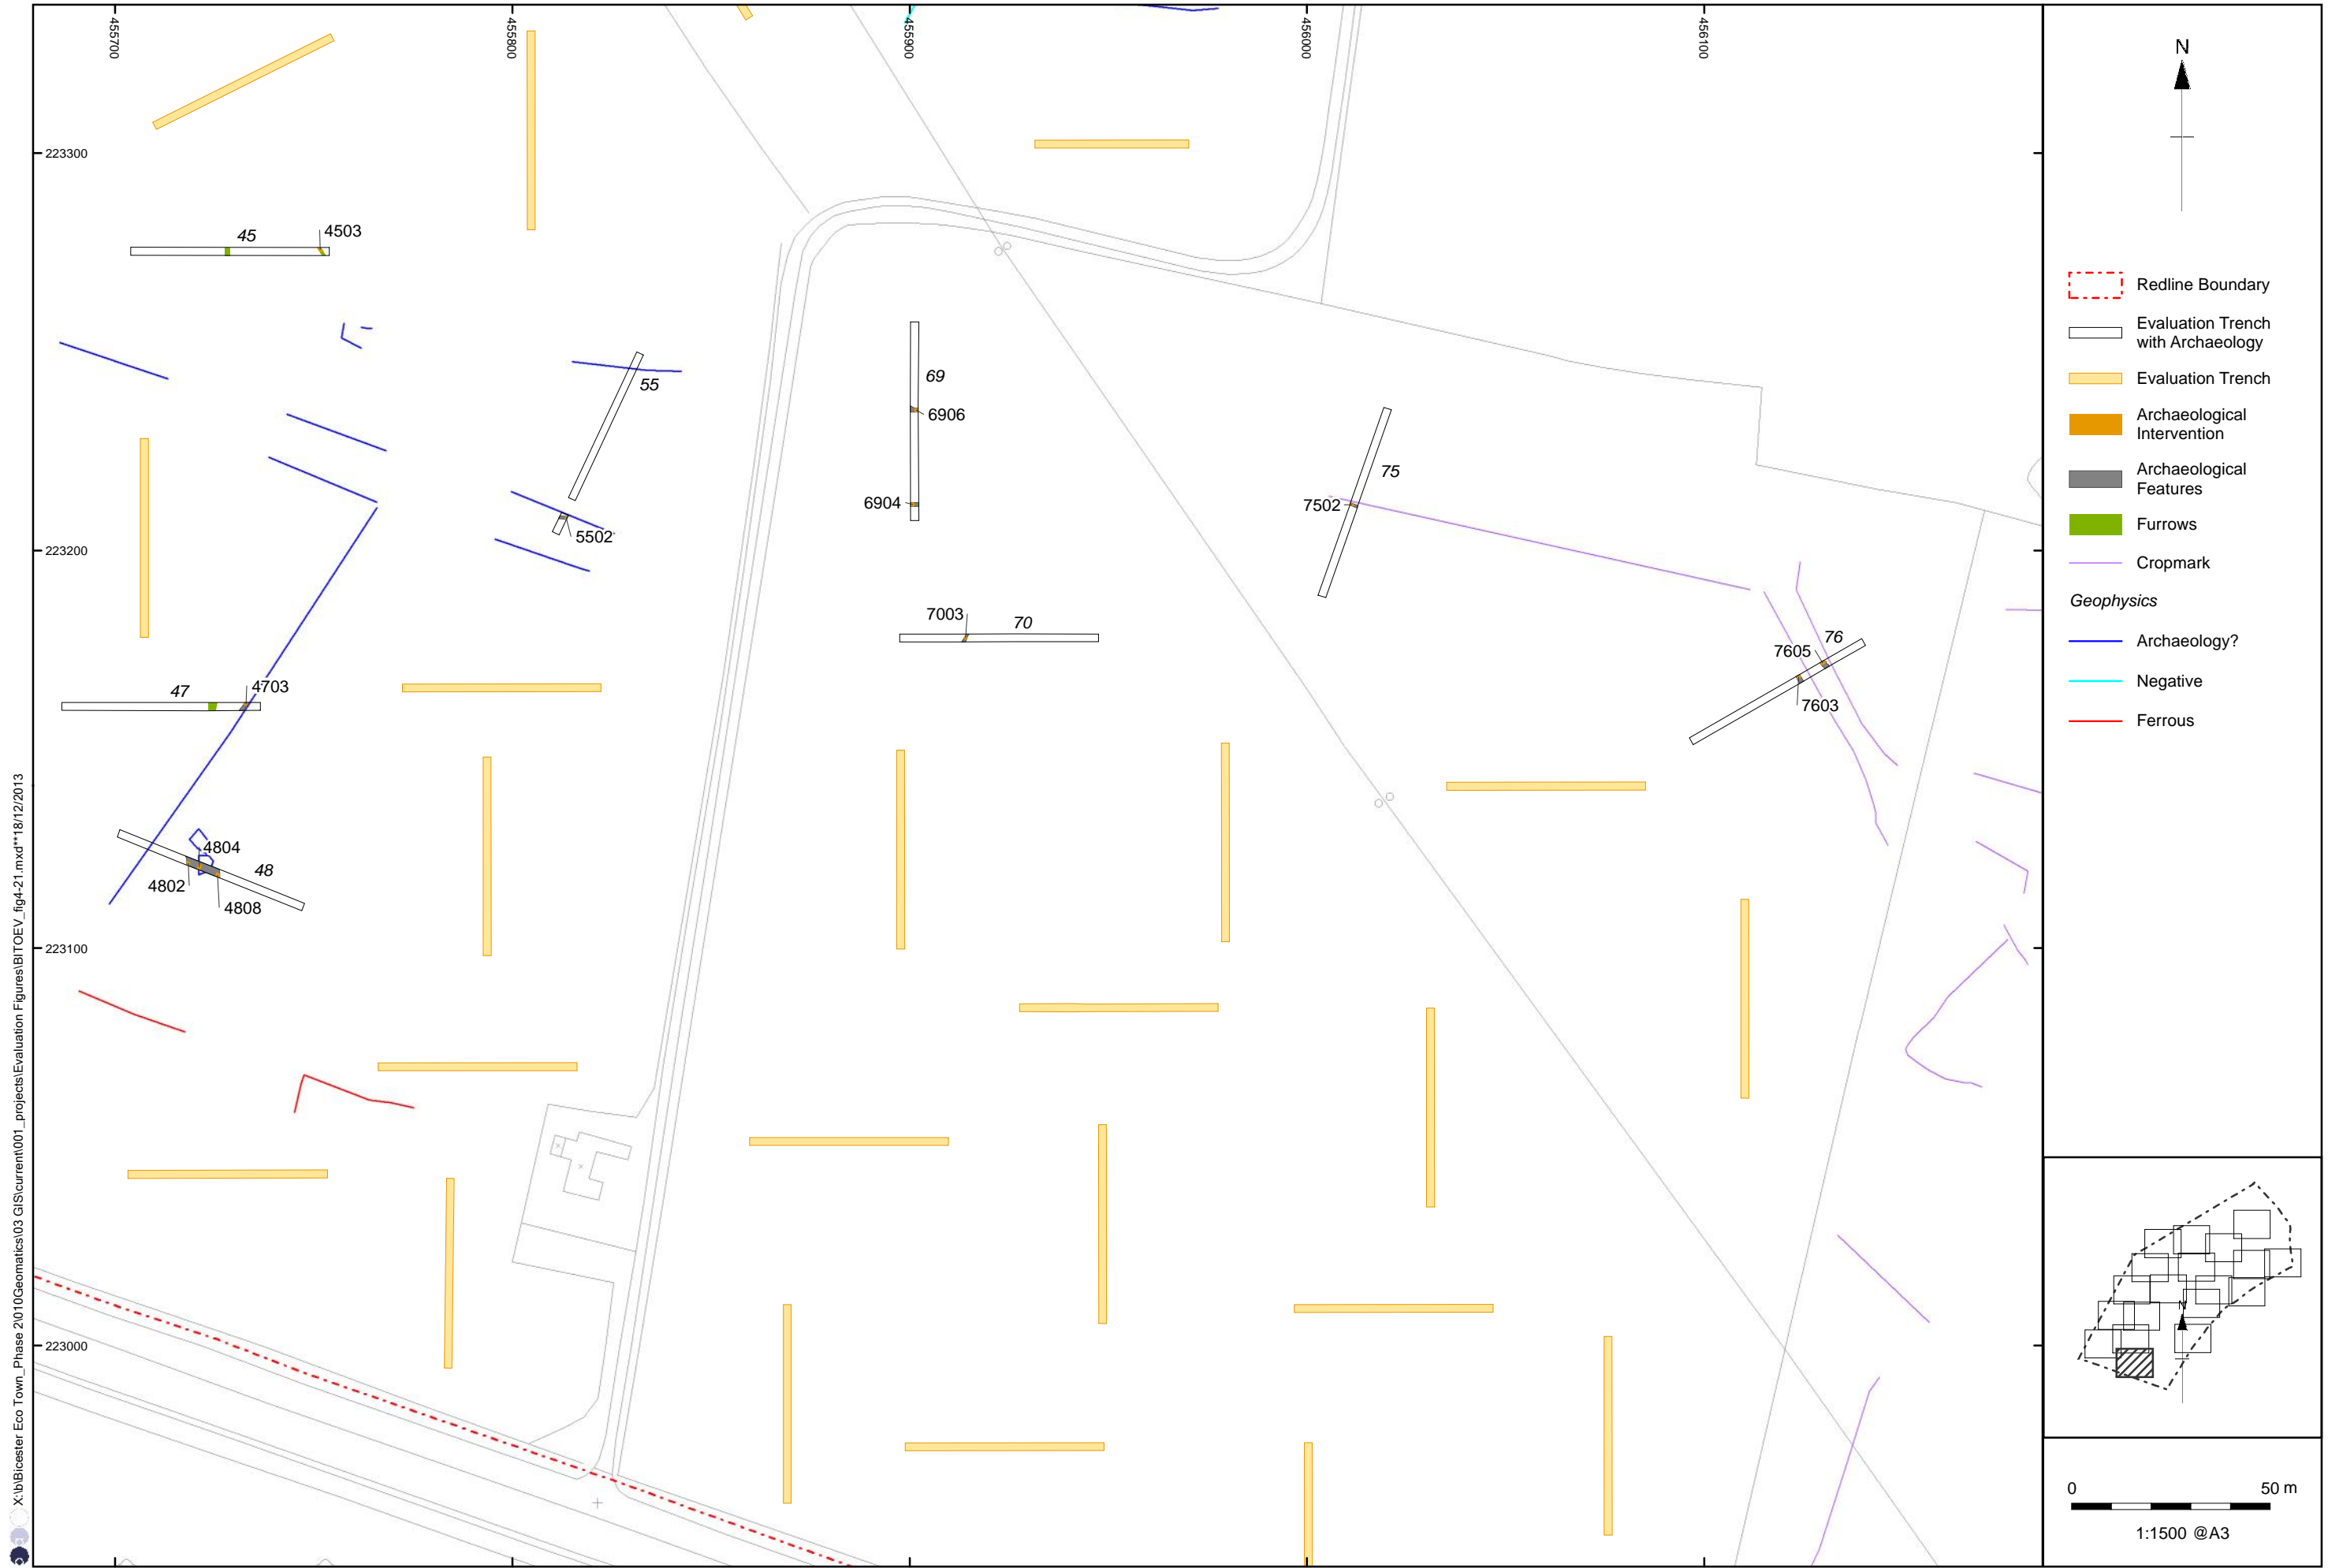 455700
455800
455900
456000
456100
223300
223200
223100
223000
45
4503
55
5502
69
6906
6904
75
7502
7003
70
76
7605
7603
47
4703
4804
48
4802
4808
N
Redline Boundary
Evaluation Trench
with Archaeology
Evaluation Trench
Archaeological
Intervention
Archaeological
Features
Furrows
Cropmark
Geophysics
Archaeology?
Negative
Ferrous
N
0 50 m
1:1500 @A3
X:\b\Bicester Eco Town_Phase 2\010Geomatics\03 GIS\current\001_projects\Evaluation Figures\BITOEV_fig4-21.mxd**18/12/2013